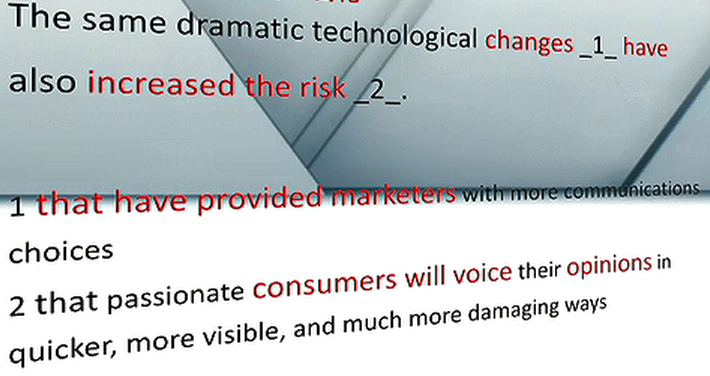 The same dramatic technological changes _1_ have
also increased the risk _2_.
1 that have provided marketers with more communications
choices
2 that passionate consumers will voice their opinions in
quicker, more visible, and much more damaging ways